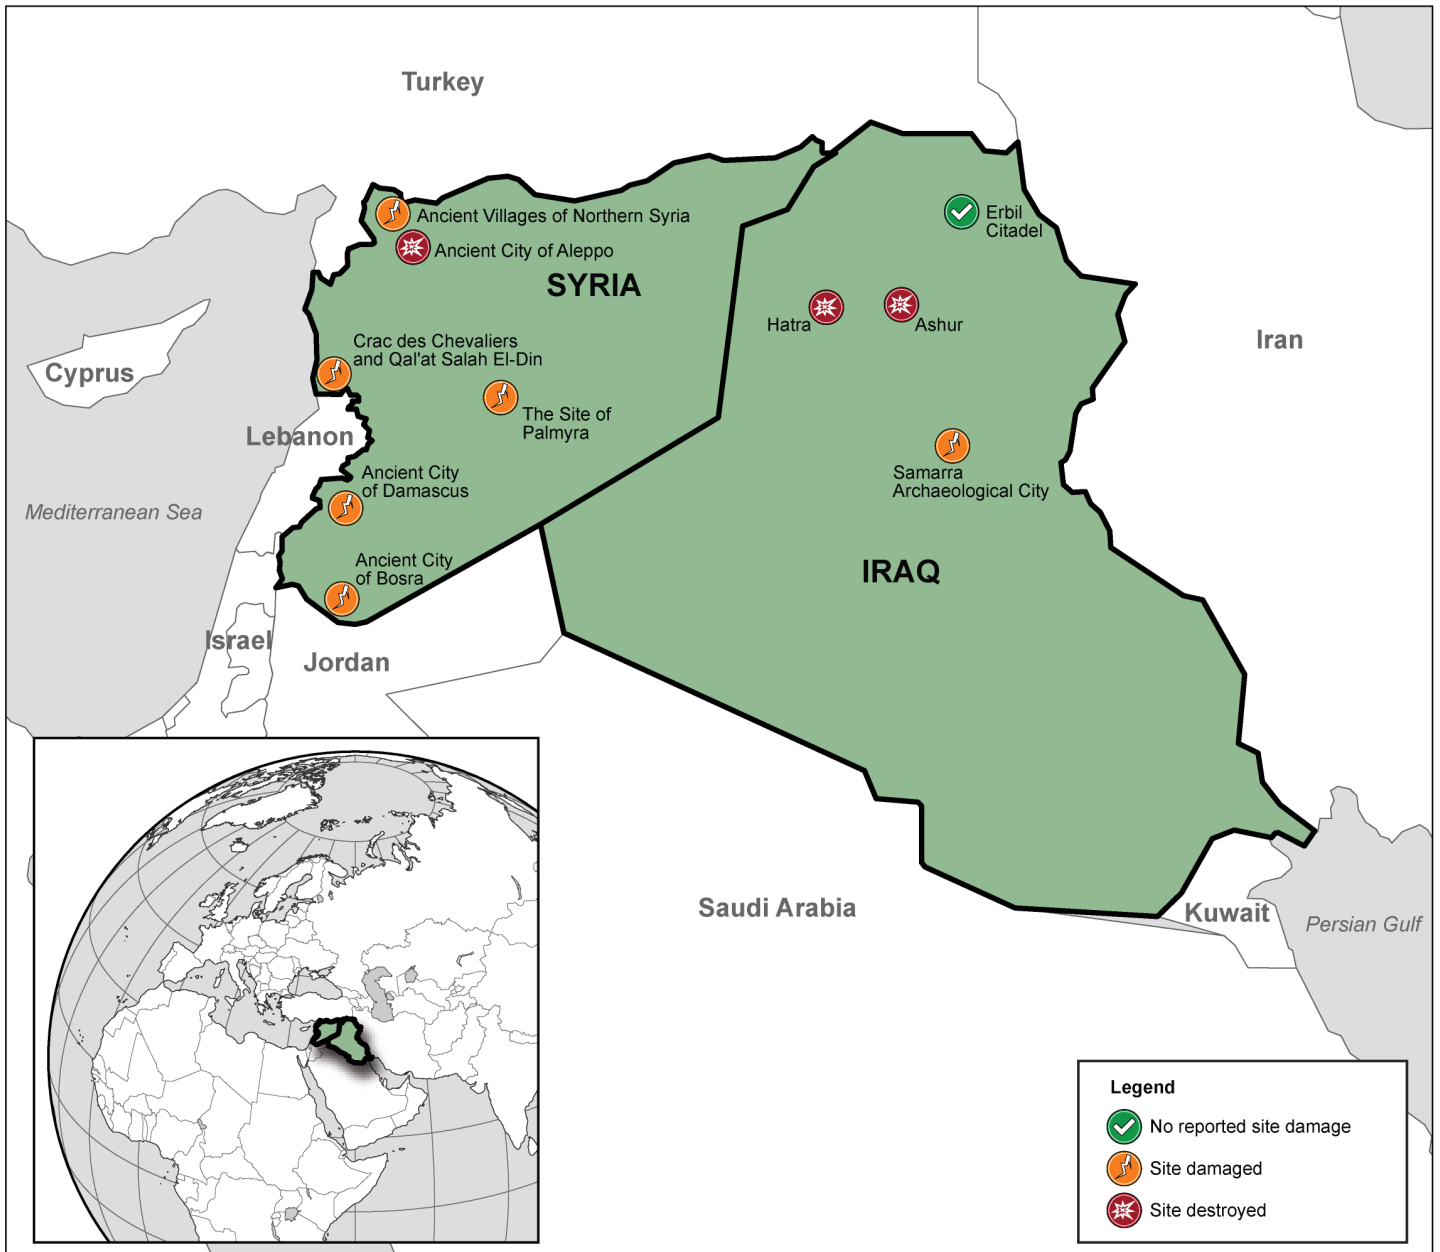 Turkey
Ancient Villages of Northern Syria
Ancient City of Aleppo
SYRIA
Erbil
Citadel
Hatra
Ashur
Iran
Crac des Chevaliers
and Qal'at Salah El-Din
Cyprus
The Site of
Palmyra
Lebanon
Samarra
Archaeological City
Ancient City
of Damascus
Mediterranean Sea
Ancient City
of Bosra
IRAQ
Israel
Jordan
Saudi Arabia
Kuwait
Persian Gulf
Legend
No reported site damage
Site damaged
Site destroyed